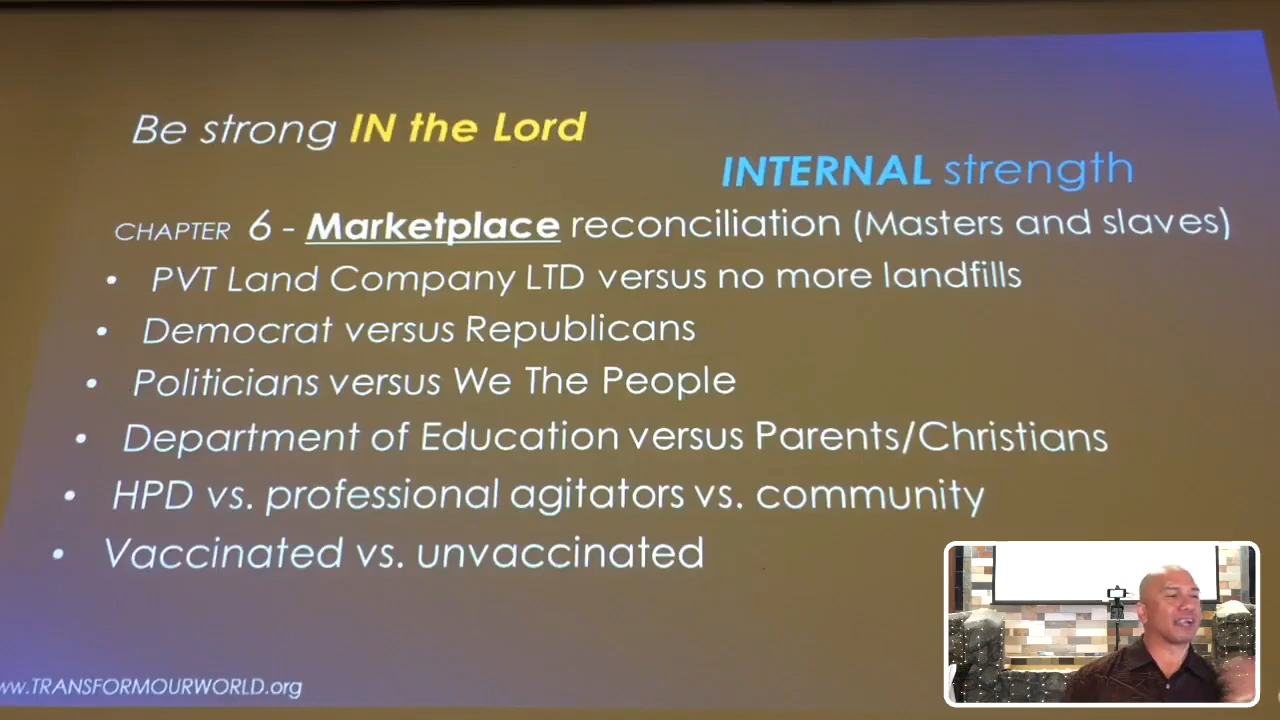 Be strong IN the Lord
INTERNAL strength
CHAPTER 6 - Marketplace reconciliation (Masters and slaves)
• PVT Land Company LTD versus no more landfills
• Democrat versus Republicans
• Politicians versus We The People
• Department of Education versus Parents/Christians
• HPD vs. professional agitators vs. community
• Vaccinated vs. unvaccinated
ww.TRANSFORMOURWORLD.org